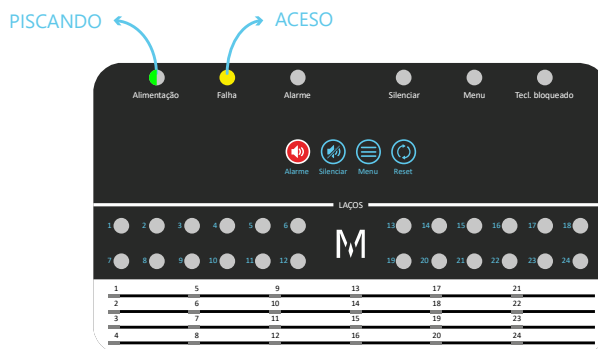 PISCANDO ACESO
Alimentação Falha Alarme Silenciar Menu Tecl. bloqueado
Alarme Silenciar Menu Reset
LAÇOS
1 2 3 4 5 6 13 14 15 16 17 18
M
7 8 9 10 11 12 19 20 21 22 23 24
1 5 9 13 17 21
2 6 10 14 18 22
3 7 11 15 19 23
4 8 12 16 20 24